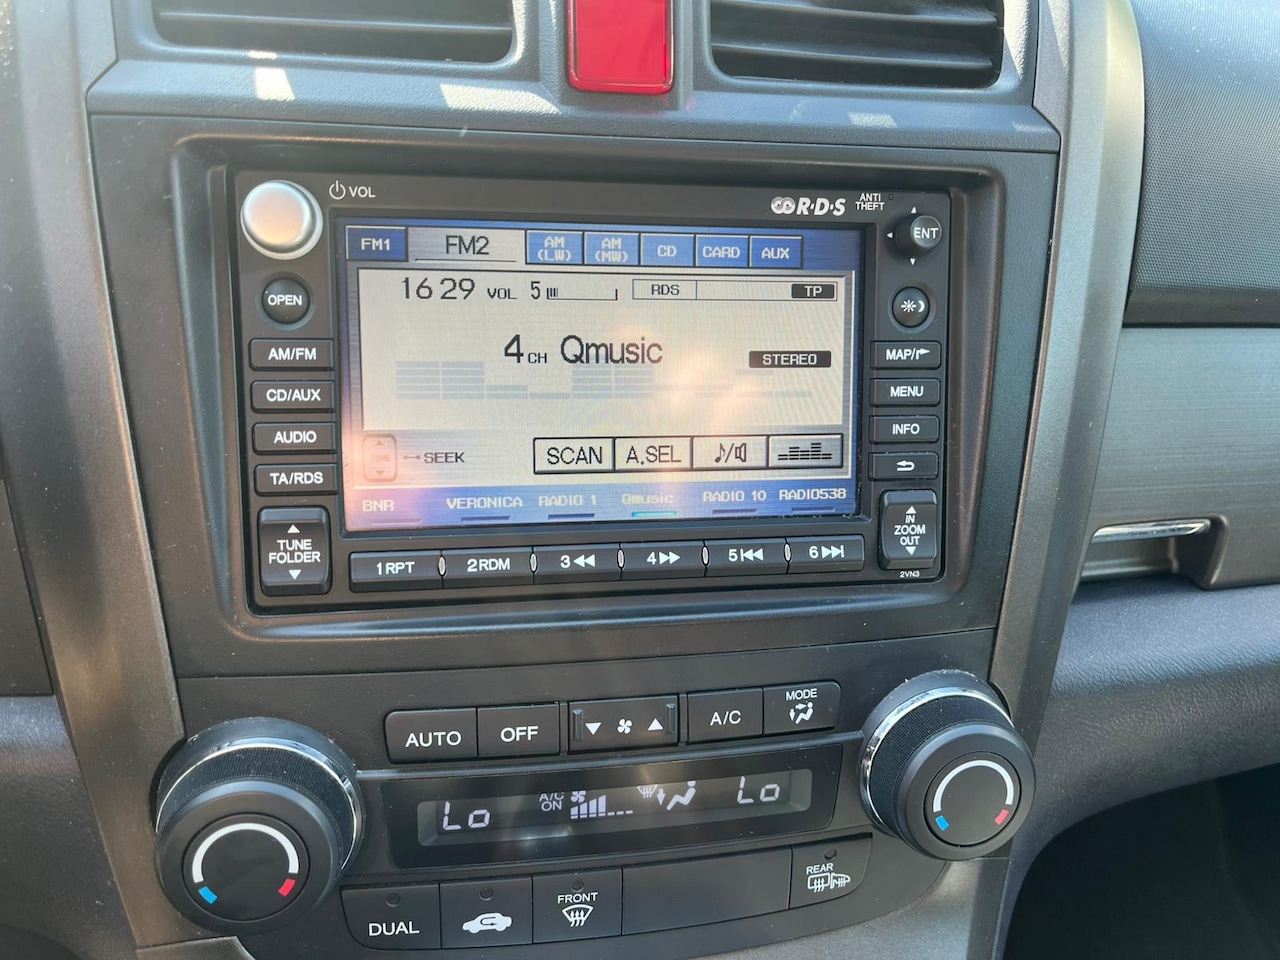 VOL
R·D·S
ANTI
THEFT
ENT
FM1
FM2
AM
(LW)
AM
(MW)
CD
CARD
AUX
OPEN
16 29 VOL 5
RDS
TP
AM/FM
4 CH Qmusic
STEREO
MAP/
CD/AUX
MENU
AUDIO
INFO
TUNE
SEEK
SCAN
A.SEL
TA/RDS
BNR
VERONICA
RADIO 1
Qmusic
RADIO 10
RADIO538
TUNE
FOLDER
IN
ZOOM
OUT
1 RPT
2 RDM
3
4
5
6
2VN3
AUTO
OFF
A/C
MODE
Lo
A/C
ON
Lo
DUAL
FRONT
REAR